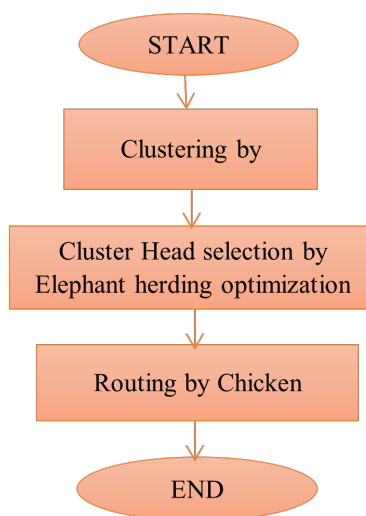 START
Clustering by
Cluster Head selection by
Elephant herding optimization
Routing by Chicken
END